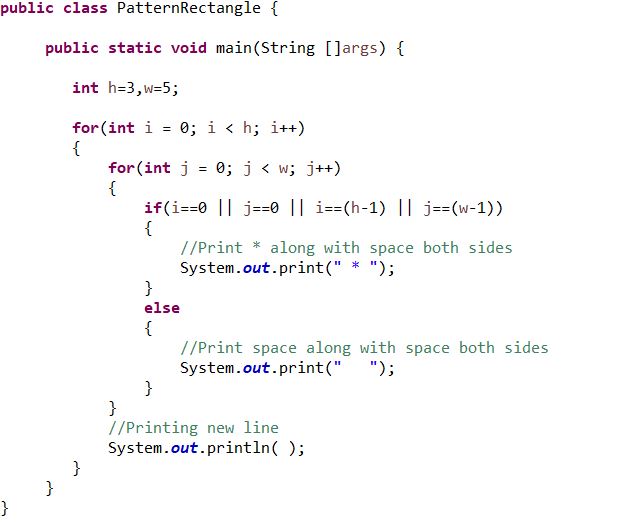 public class PatternRectangle {
public static void main(String []args) {
int h=3,w=5;
for(int i = 0; i < h; i++)
{
for(int j = 0; j < w; j++)
{
if(i==0 || j==0 || i==(h-1) || j==(w-1))
{
//Print * along with space both sides
System.out.print(" * ");
}
else
{
//Print space along with space both sides
System.out.print("   ");
}
}
//Printing new line
System.out.println( );
}
}
}